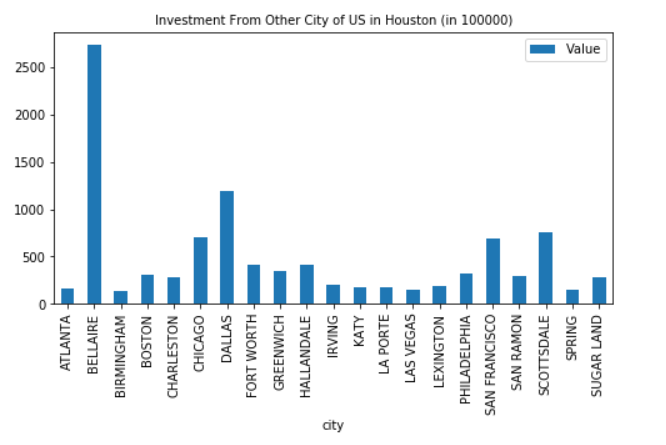 Investment From Other City of US in Houston (in 100000)
Value
2500
2000
1500
1000
500
0
ATLANTA
BELLAIRE
BIRMINGHAM
BOSTON
CHARLESTON
CHICAGO
DALLAS
FORT WORTH
GREENWICH
HALLANDALE
IRVING
KATY
LA PORTE
LAS VEGAS
LEXINGTON
PHILADELPHIA
SAN FRANCISCO
SAN RAMON
SCOTTSDALE
SPRING
SUGAR LAND
city